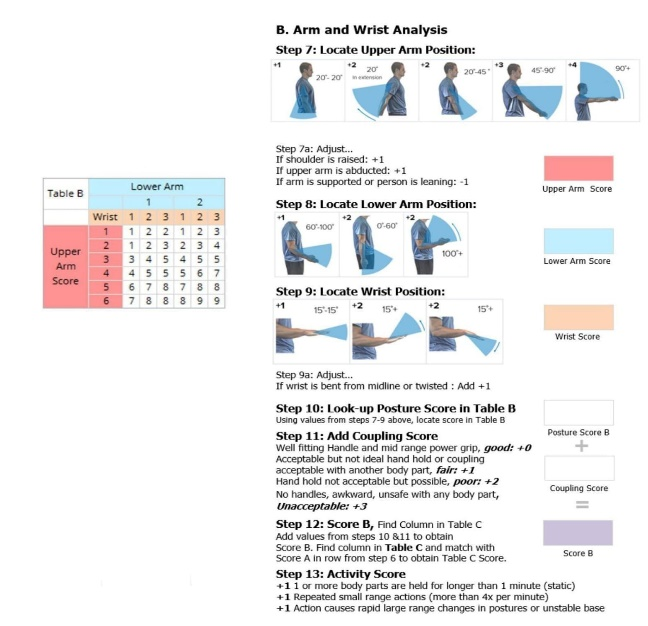 B. Arm and Wrist Analysis
Step 7: Locate Upper Arm Position:
+1 20°- 20°
+2 20° in extension
+2 20°-45°
+3 45°-90°
+4 90°+
Step 7a: Adjust...
If shoulder is raised: +1
If upper arm is abducted: +1
If arm is supported or person is leaning: -1
Upper Arm Score
Step 8: Locate Lower Arm Position:
+1 60°-100°
+2 0°-60°
+2 100°+
Lower Arm Score
Step 9: Locate Wrist Position:
+1 15°-15°
+2 15°+
+2 15°+
Wrist Score
Step 9a: Adjust...
If wrist is bent from midline or twisted : Add +1
Step 10: Look-up Posture Score in Table B
Using values from steps 7-9 above, locate score in Table B
Posture Score B
+
Step 11: Add Coupling Score
Well fitting Handle and mid range power grip, good: +0
Acceptable but not ideal hand hold or coupling
acceptable with another body part, fair: +1
Hand hold not acceptable but possible, poor: +2
No handles, awkward, unsafe with any body part,
Unacceptable: +3
Coupling Score
=
Step 12: Score B, Find Column in Table C
Add values from steps 10 &11 to obtain
Score B. Find column in Table C and match with
Score A in row from step 6 to obtain Table C Score.
Score B
Step 13: Activity Score
+1 1 or more body parts are held for longer than 1 minute (static)
+1 Repeated small range actions (more than 4x per minute)
+1 Action causes rapid large range changes in postures or unstable base
Table B Lower Arm
1 2
Wrist 1 2 3 1 2 3
Upper Arm Score
1 1 2 2 1 2 3
2 1 2 3 2 3 4
3 3 4 5 4 5 5
4 4 5 5 5 6 7
5 6 7 8 7 8 8
6 7 8 8 8 9 9